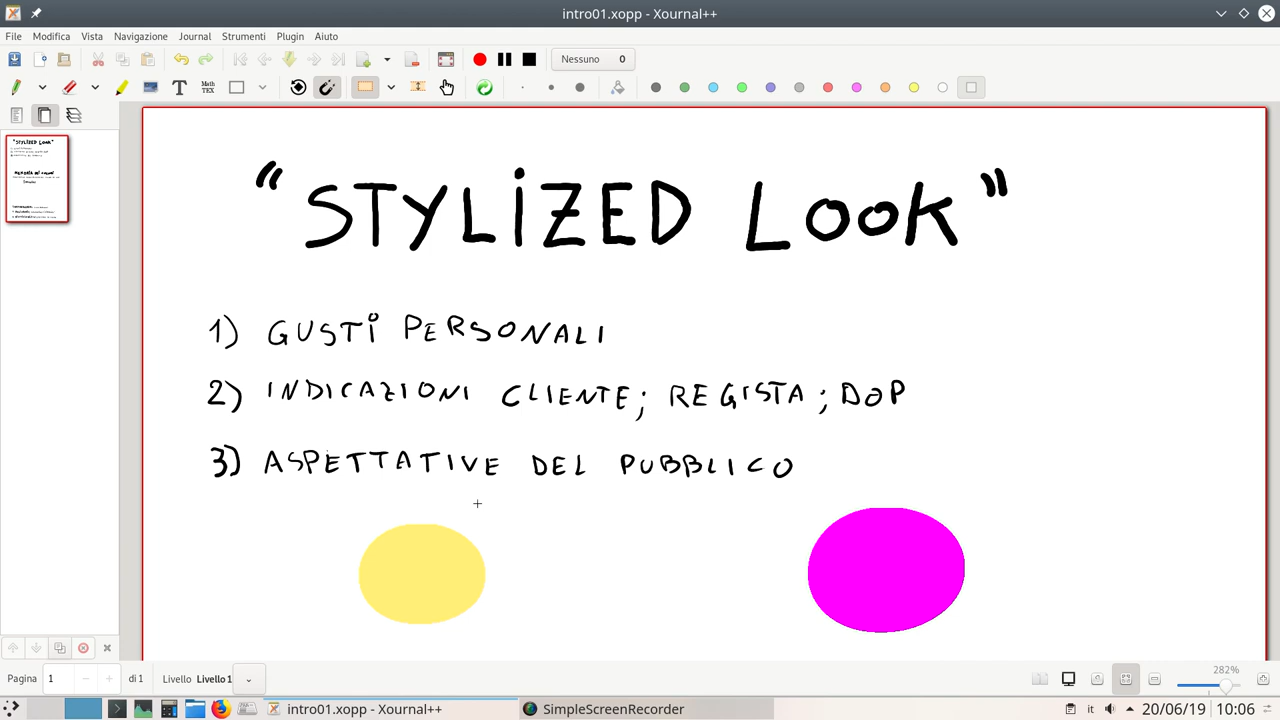 intro01.xopp - Xournal++
File Modifica Vista Navigazione Journal Strumenti Plugin Aiuto
Nessuno 0
Math TEX
"STYLIZED LOOK"
1) GUSTI PERSONALI
2) INDICAZIONI CLIENTE; REGISTA; DOP
3) ASPETTATIVE DEL PUBBLICO
Pagina 1 di 1 Livello Livello 1 282%
intro01.xopp - Xournal++ SimpleScreenRecorder it 20/06/19 10:06